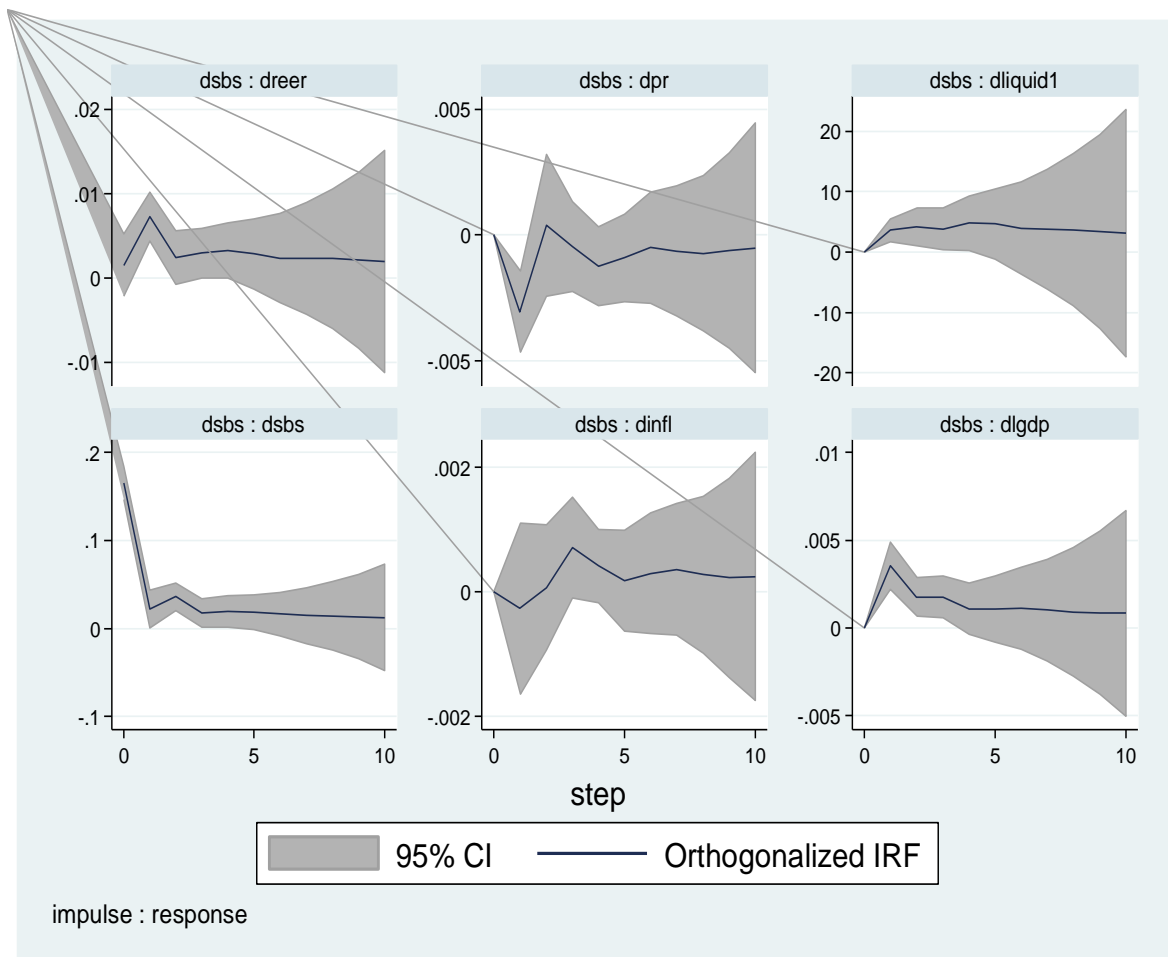 dsbs : dreer
dsbs : dpr
dsbs : dliquid1
.02
.01
0
-.01
.005
0
-.005
20
10
0
-10
-20
dsbs : dsbs
dsbs : dinfl
dsbs : dlgdp
.2
.1
0
-.1
.002
0
-.002
.01
.005
0
-.005
0 5 10
0 5 10
0 5 10
step
95% CI Orthogonalized IRF
impulse : response